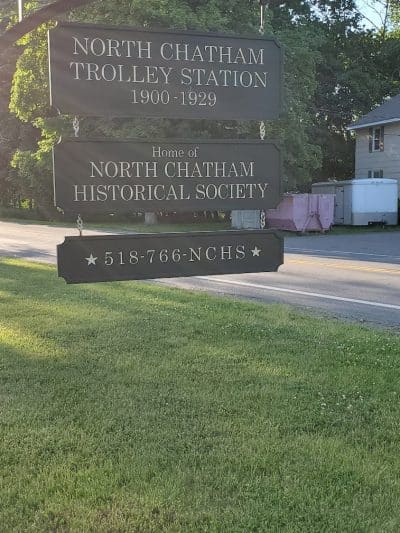 NORTH CHATHAM
TROLLEY STATION
1900-1929
Home of
NORTH CHATHAM
HISTORICAL SOCIETY
★ 518-766-NCHS ★